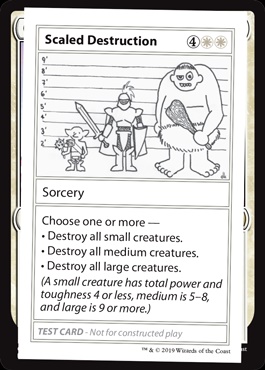 Scaled Destruction 4
9'
8'
7'
6'
5'
4'
3'
2'
Sorcery
Choose one or more —
• Destroy all small creatures.
• Destroy all medium creatures.
• Destroy all large creatures.
(A small creature has total power and
toughness 4 or less, medium is 5–8,
and large is 9 or more.)
TEST CARD - Not for constructed play
™ & © 2019 Wizards of the Coast